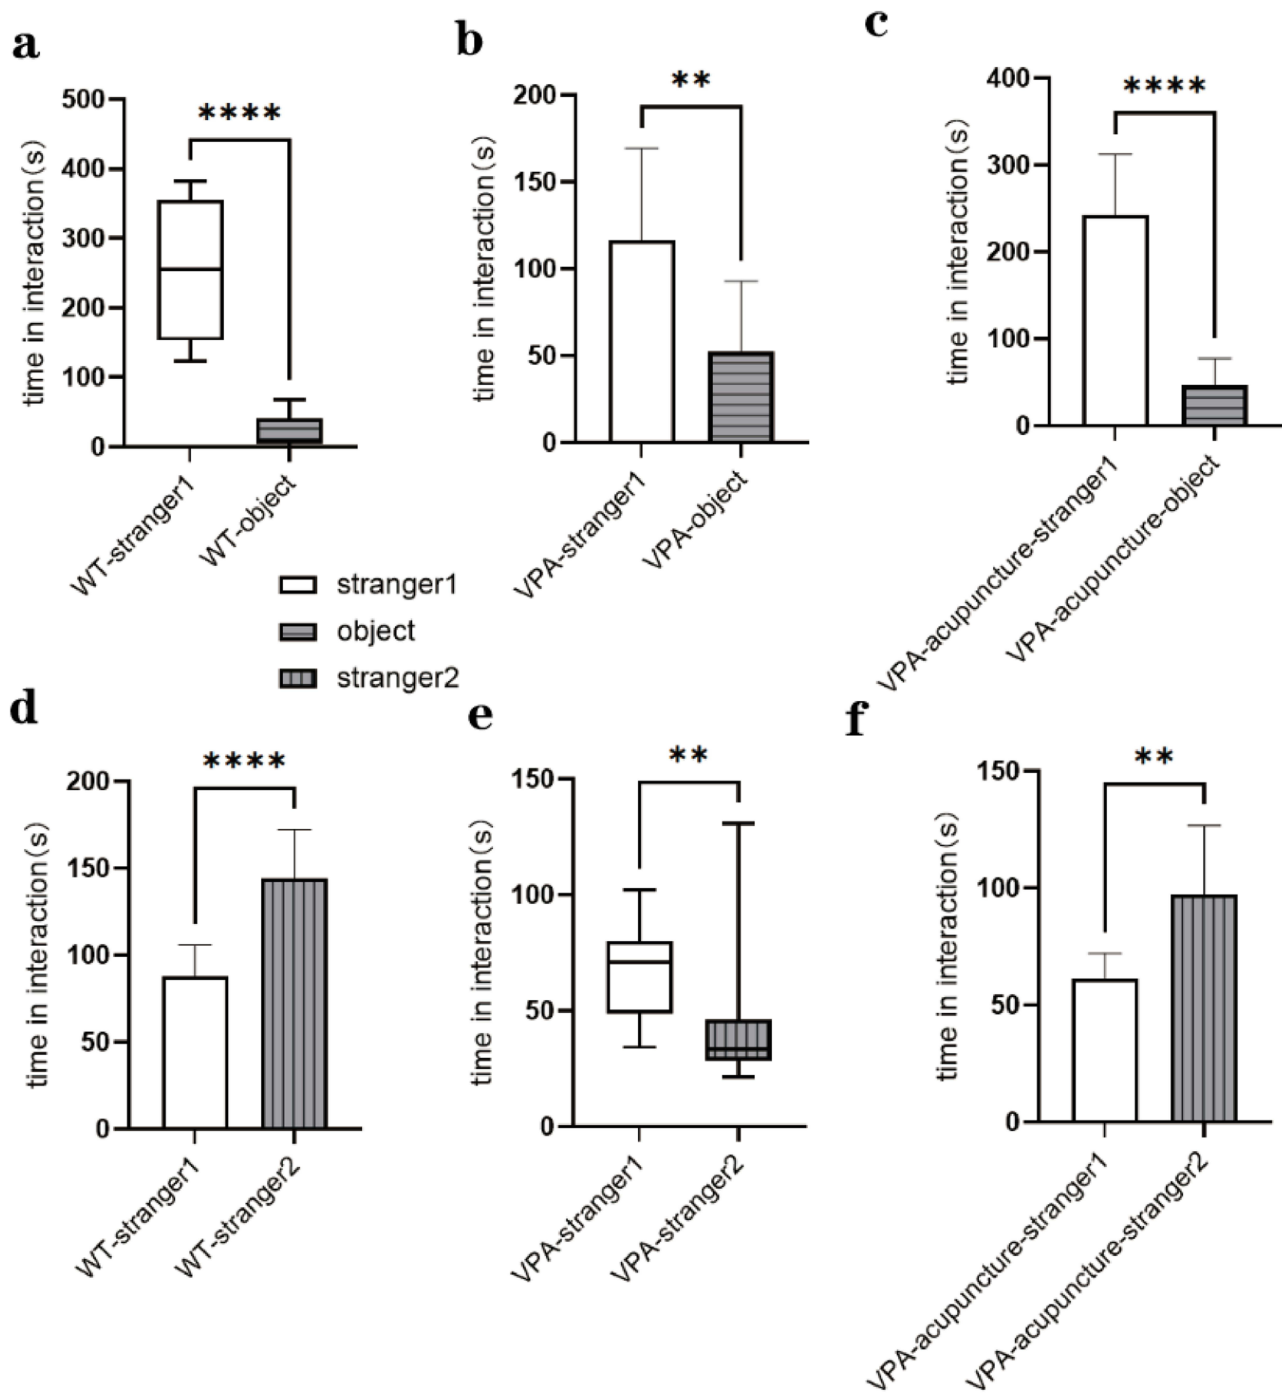 a
time in interaction(s)
500
400
300
200
100
0
****
WT-stranger1
WT-object
b
time in interaction(s)
200
150
100
50
0
**
VPA-stranger1
VPA-object
c
time in interaction(s)
400
300
200
100
0
****
VPA-acupuncture-stranger1
VPA-acupuncture-object
stranger1
object
stranger2
d
time in interaction(s)
200
150
100
50
0
****
WT-stranger1
WT-stranger2
e
time in interaction(s)
150
100
50
0
**
VPA-stranger1
VPA-stranger2
f
time in interaction(s)
150
100
50
0
**
VPA-acupuncture-stranger1
VPA-acupuncture-stranger2